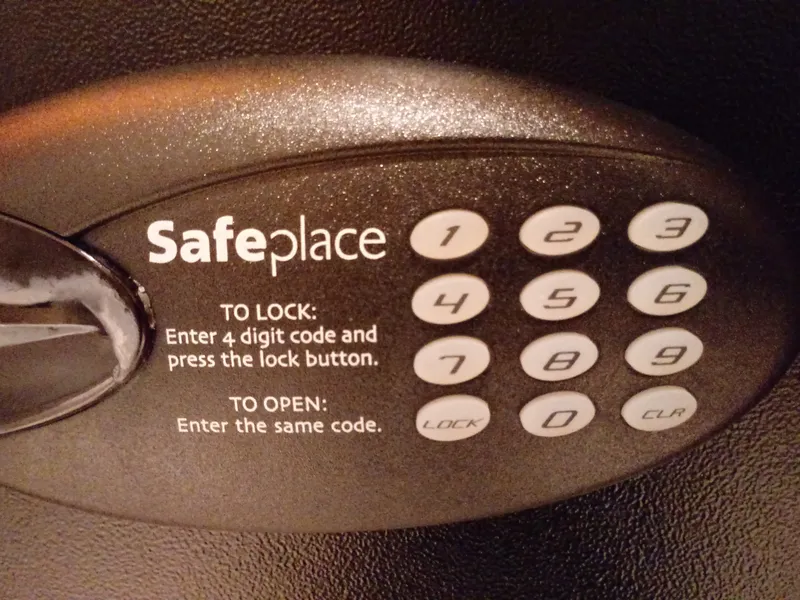 Safeplace
TO LOCK:
Enter 4 digit code and
press the lock button.
TO OPEN:
Enter the same code.
1 2 3
4 5 6
7 8 9
LOCK 0 CLR